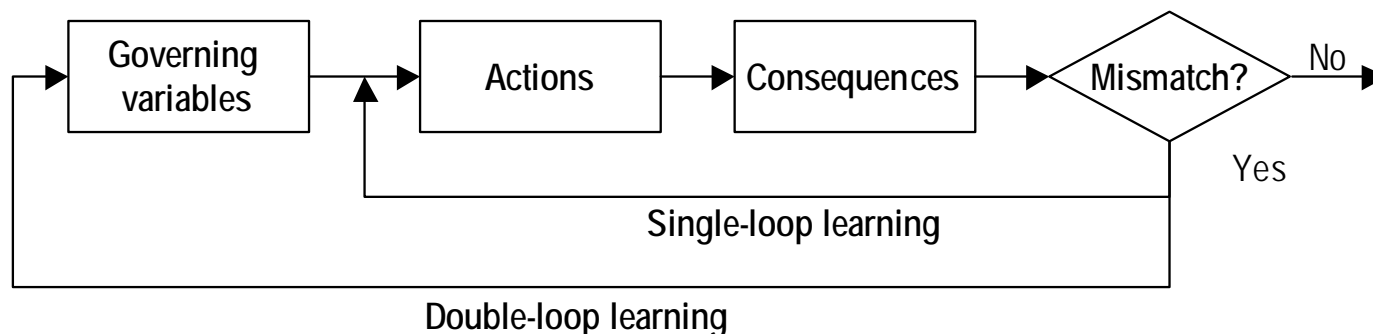 Governing
variables
Actions
Consequences
Mismatch?
No
Yes
Single-loop learning
Double-loop learning